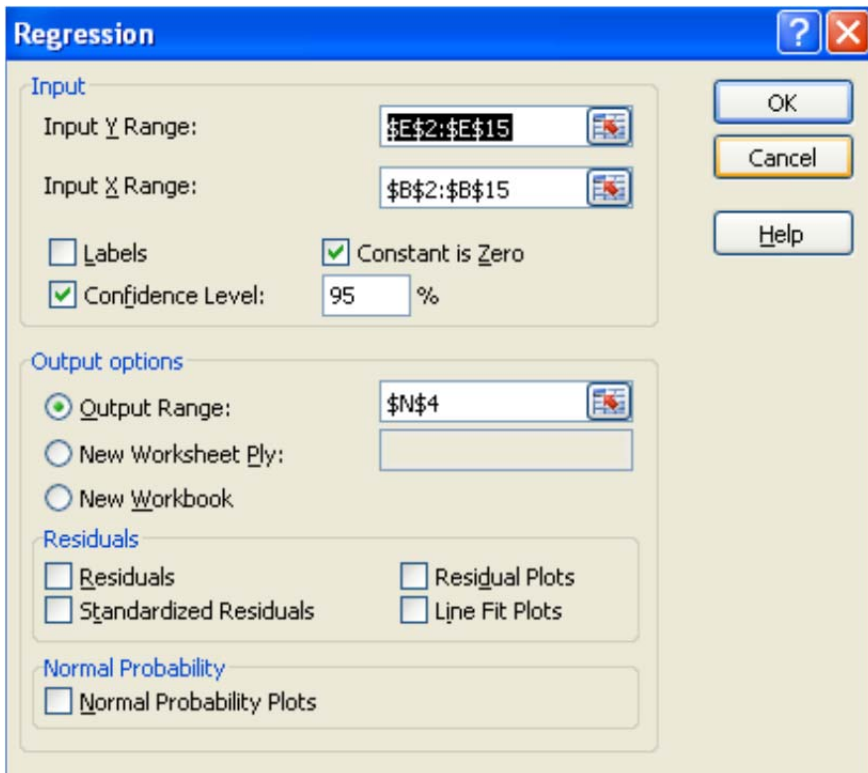 Regression
Input
Input Y Range: $E$2:$E$15
Input X Range: $B$2:$B$15
Labels Constant is Zero
Confidence Level: 95 %
OK
Cancel
Help
Output options
Output Range: $N$4
New Worksheet Ply:
New Workbook
Residuals
Residuals Residual Plots
Standardized Residuals Line Fit Plots
Normal Probability
Normal Probability Plots